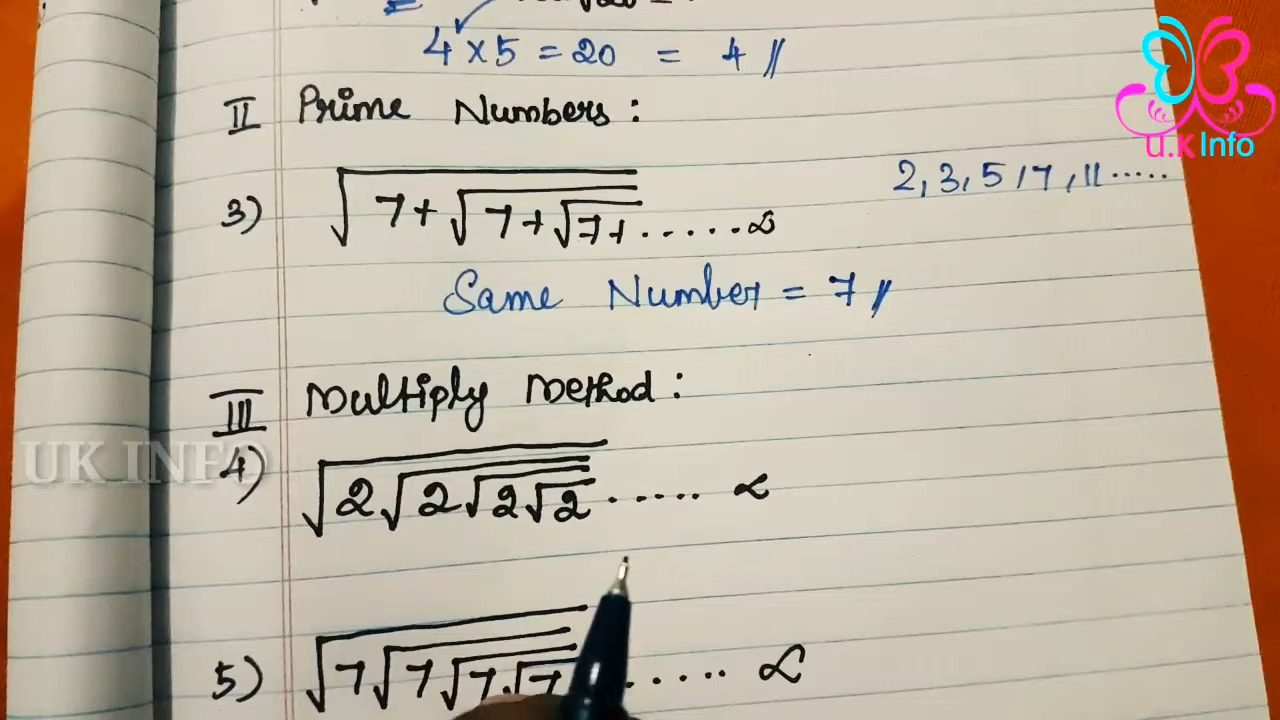 4 × 5 = 20 = 4 //
II Prime Numbers :
U.K Info
2, 3, 5, 7, 11 .....
3) √7+√7+√7+ ..... ∞
Same Number = 7 //
III Multiply Method :
UK INFO
4) √2√2√2√2 ..... ∝
5) √7√7√7√7 ..... ∝